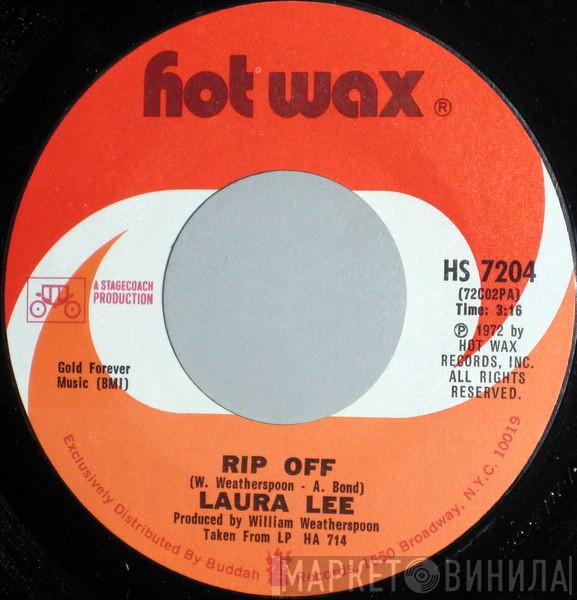 hot wax ®
A STAGECOACH
PRODUCTION
Gold Forever
Music (BMI)
HS 7204
(72C02PA)
Time: 3:16
Ⓟ 1972 by
HOT WAX
RECORDS, INC.
ALL RIGHTS
RESERVED.
RIP OFF
(W. Weatherspoon - A. Bond)
LAURA LEE
Produced by William Weatherspoon
Taken From LP HA 714
Exclusively Distributed By Buddah Records, 1650 Broadway, N.Y.C. 10019
МАРКЕТ ВИНИЛА